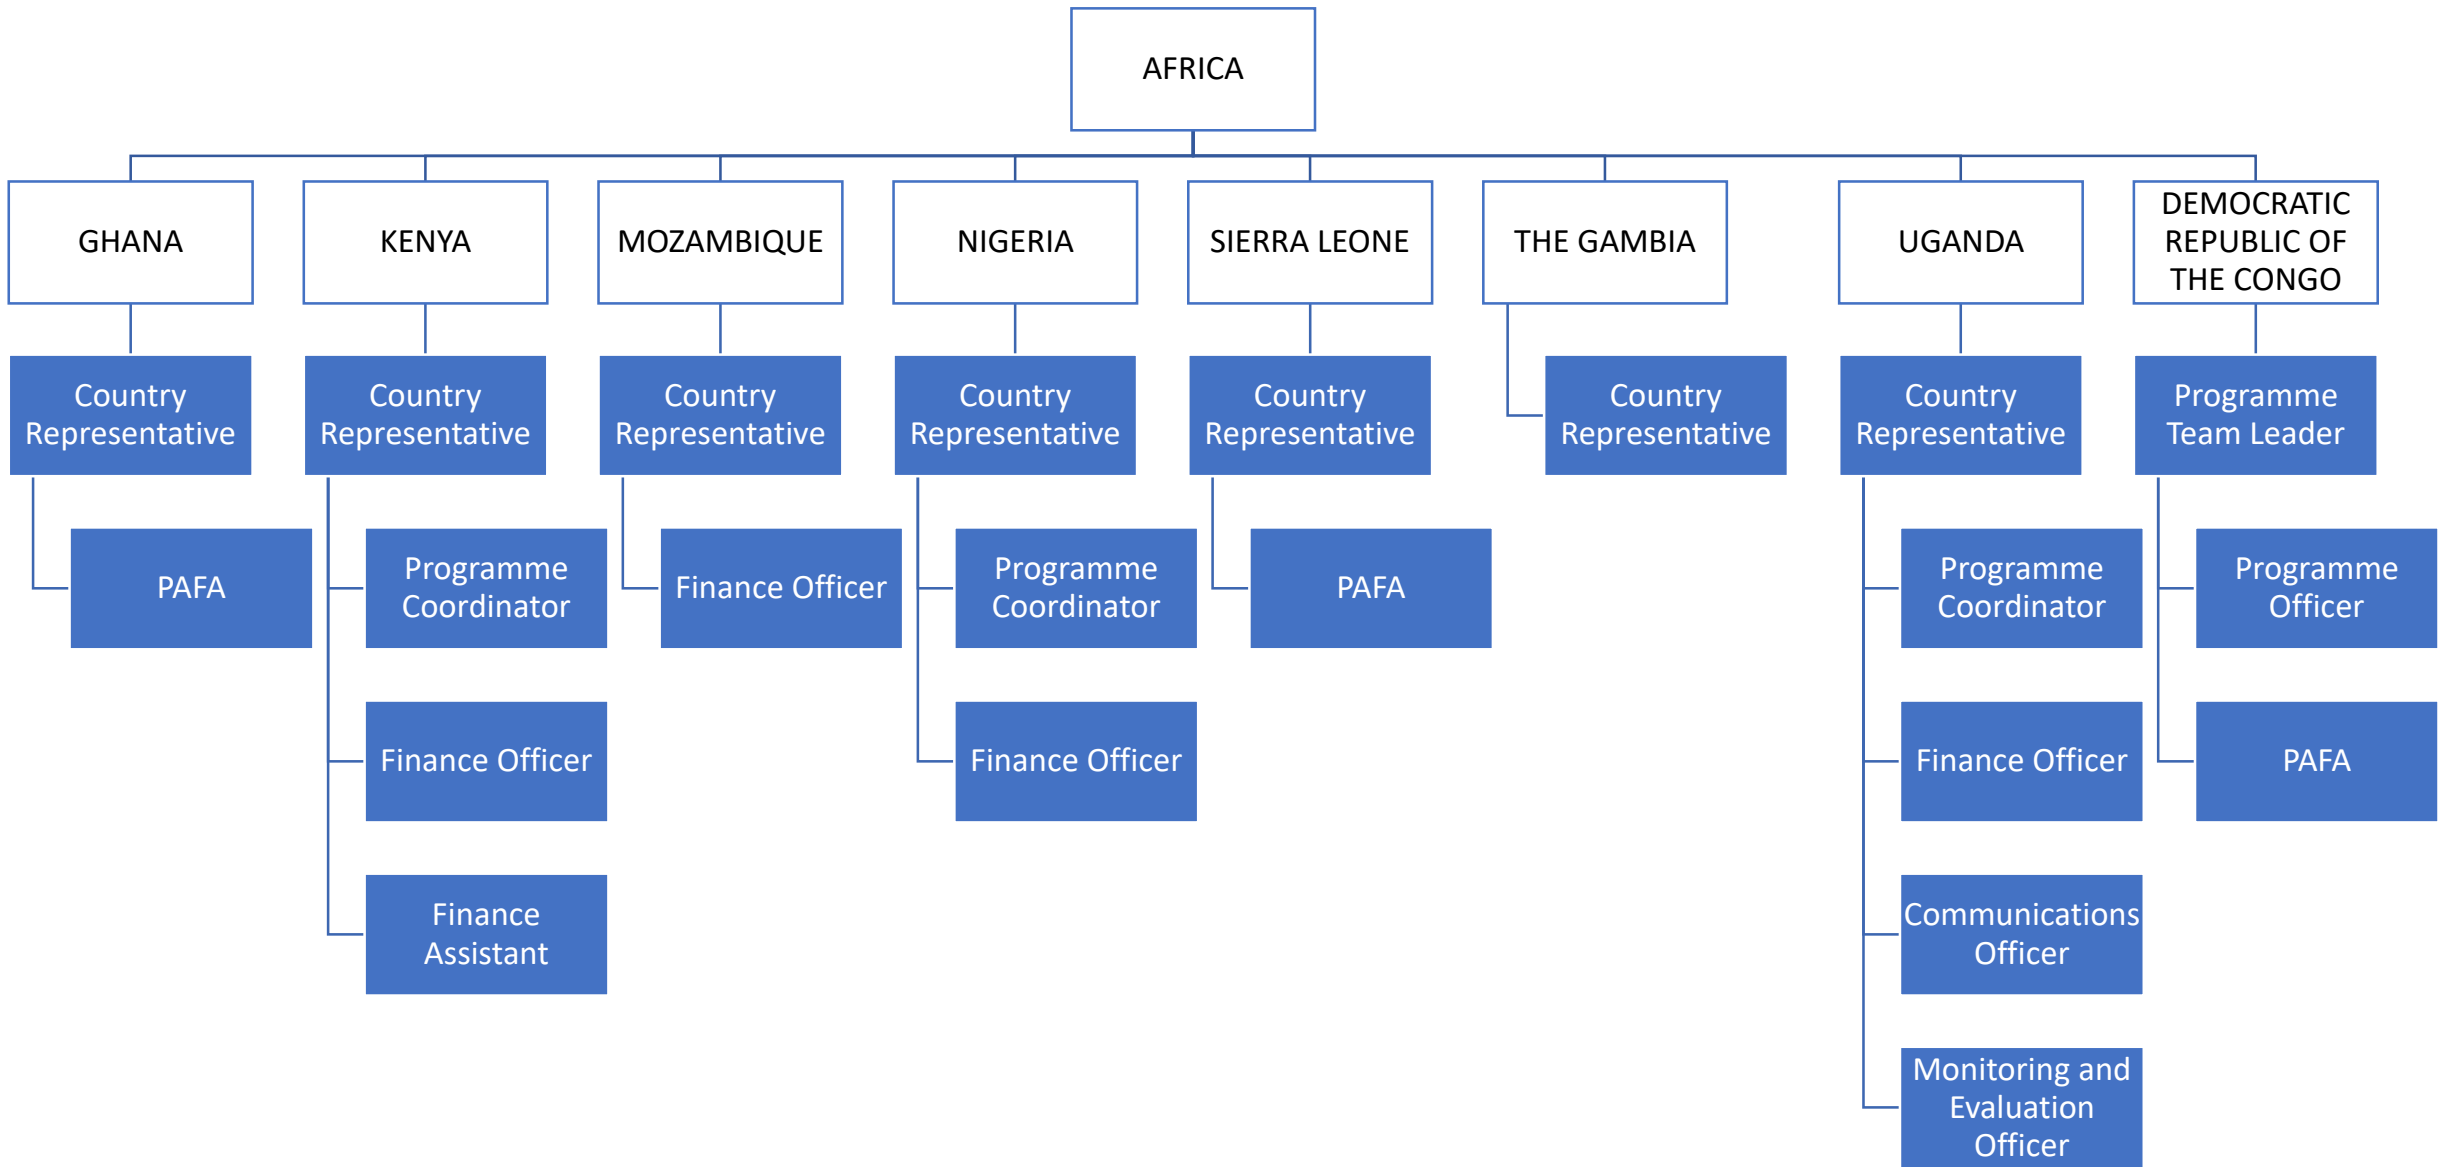 AFRICA
GHANA
KENYA
MOZAMBIQUE
NIGERIA
SIERRA LEONE
THE GAMBIA
UGANDA
DEMOCRATIC
REPUBLIC OF
THE CONGO
Country
Representative
Country
Representative
Country
Representative
Country
Representative
Country
Representative
Country
Representative
Country
Representative
Programme
Team Leader
PAFA
Programme
Coordinator
Finance Officer
Programme
Coordinator
PAFA
Programme
Coordinator
Programme
Officer
Finance Officer
Finance Officer
Finance Officer
PAFA
Finance
Assistant
Communications
Officer
Monitoring and
Evaluation
Officer